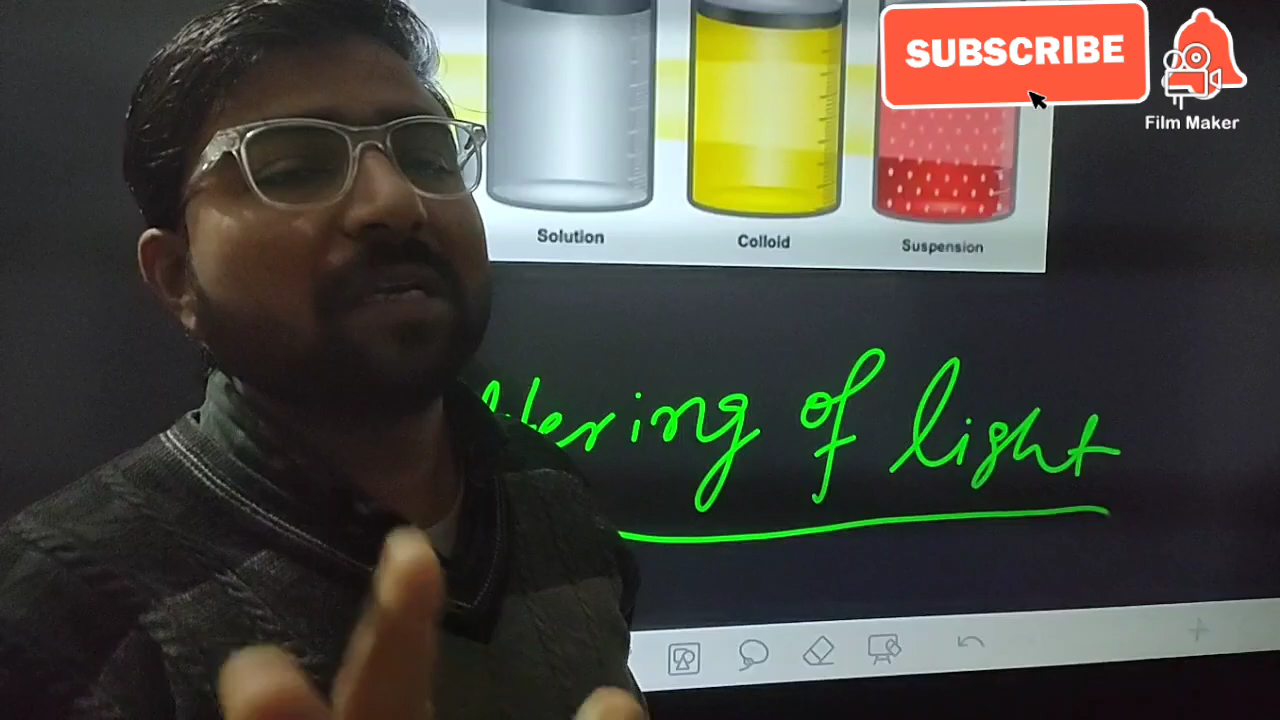 SUBSCRIBE
Film Maker
Solution
Colloid
Suspension
ttering of light